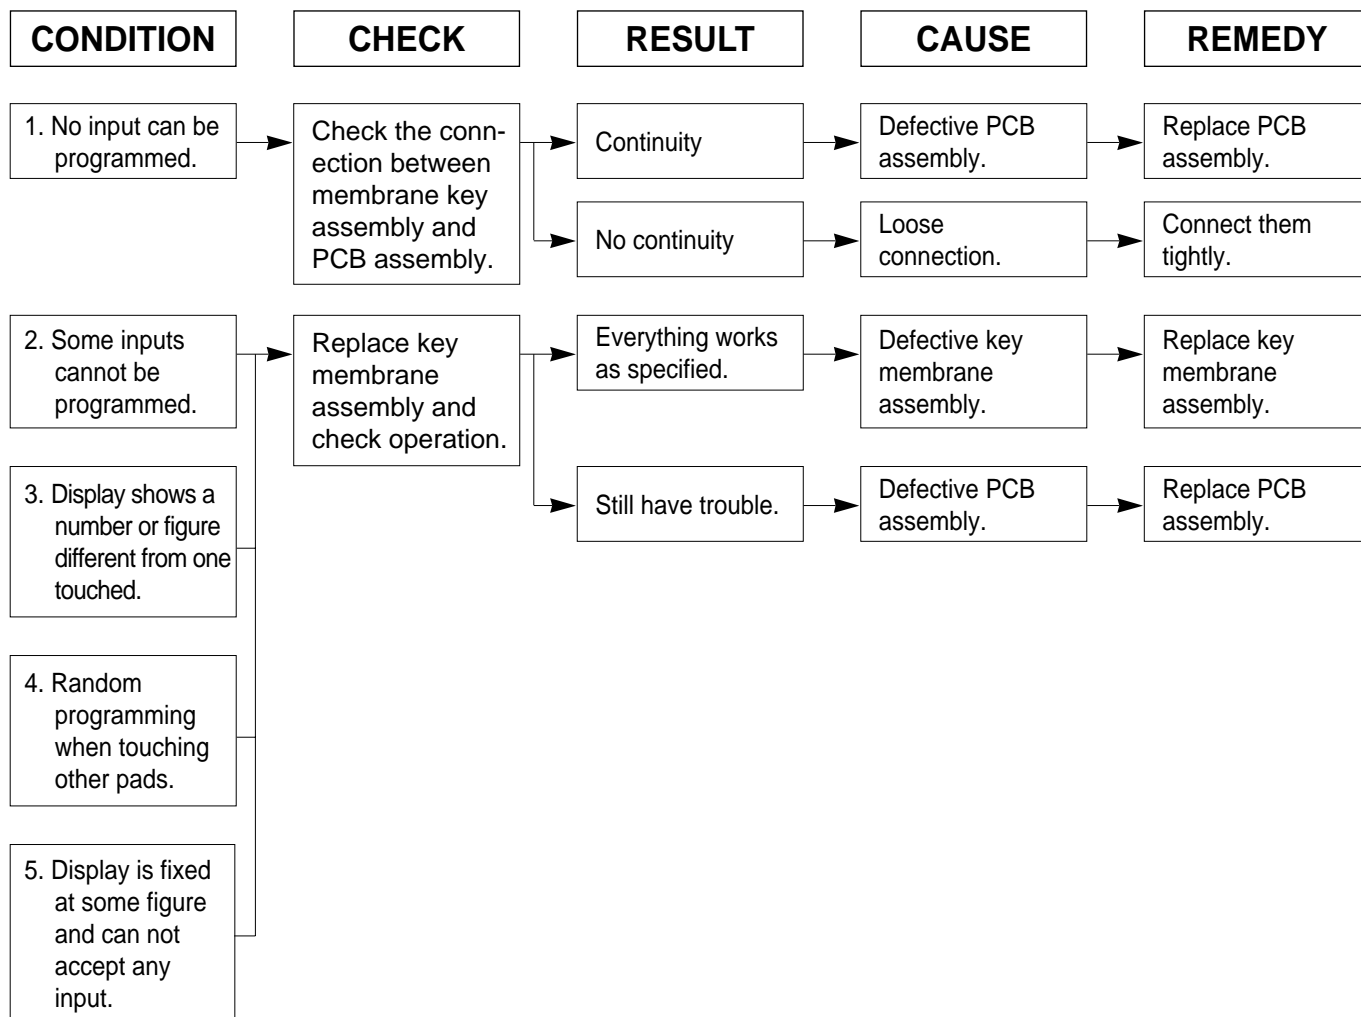 CONDITION
CHECK
RESULT
CAUSE
REMEDY
1. No input can be
programmed.
Check the conn-
ection between
membrane key
assembly and
PCB assembly.
Continuity
Defective PCB
assembly.
Replace PCB
assembly.
No continuity
Loose
connection.
Connect them
tightly.
2. Some inputs
cannot be
programmed.
Replace key
membrane
assembly and
check operation.
Everything works
as specified.
Defective key
membrane
assembly.
Replace key
membrane
assembly.
3. Display shows a
number or figure
different from one
touched.
Still have trouble.
Defective PCB
assembly.
Replace PCB
assembly.
4. Random
programming
when touching
other pads.
5. Display is fixed
at some figure
and can not
accept any
input.